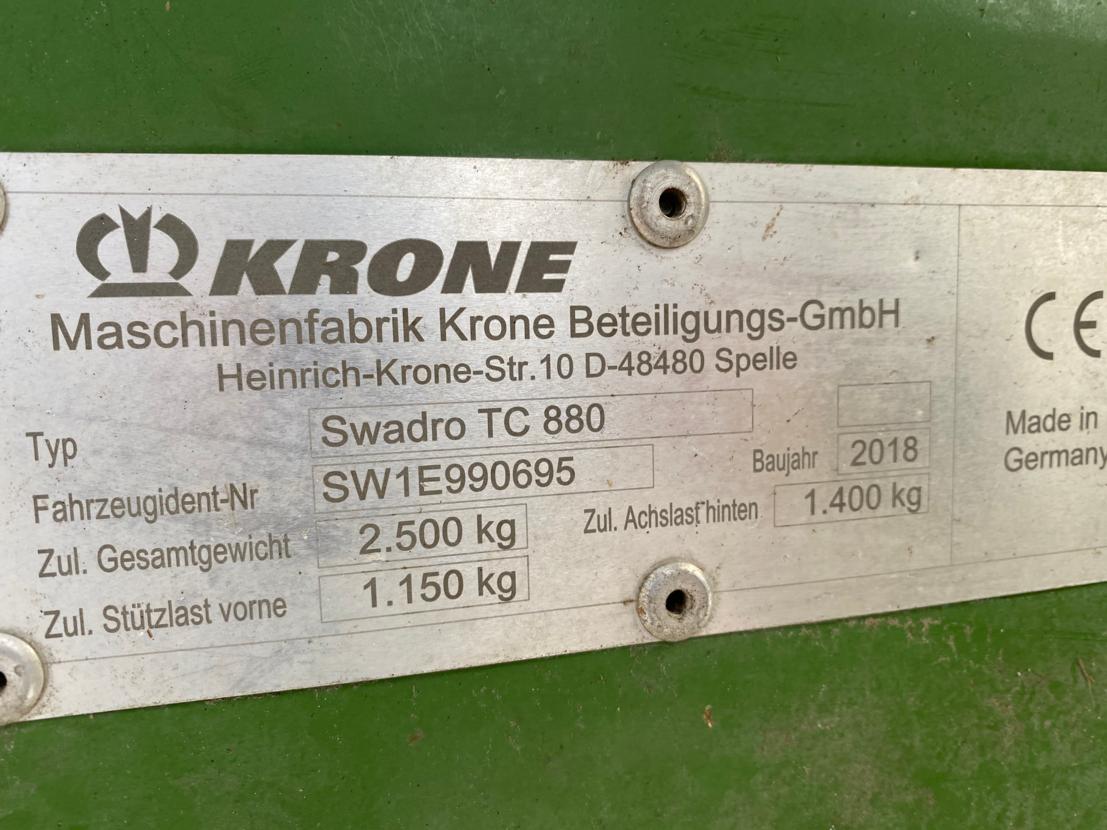 KRONE
Maschinenfabrik Krone Beteiligungs-GmbH
Heinrich-Krone-Str.10 D-48480 Spelle
CE
Typ Swadro TC 880
Made in
Germany
Fahrzeugident-Nr SW1E990695 Baujahr 2018
Zul. Gesamtgewicht 2.500 kg Zul. Achslast hinten 1.400 kg
Zul. Stützlast vorne 1.150 kg